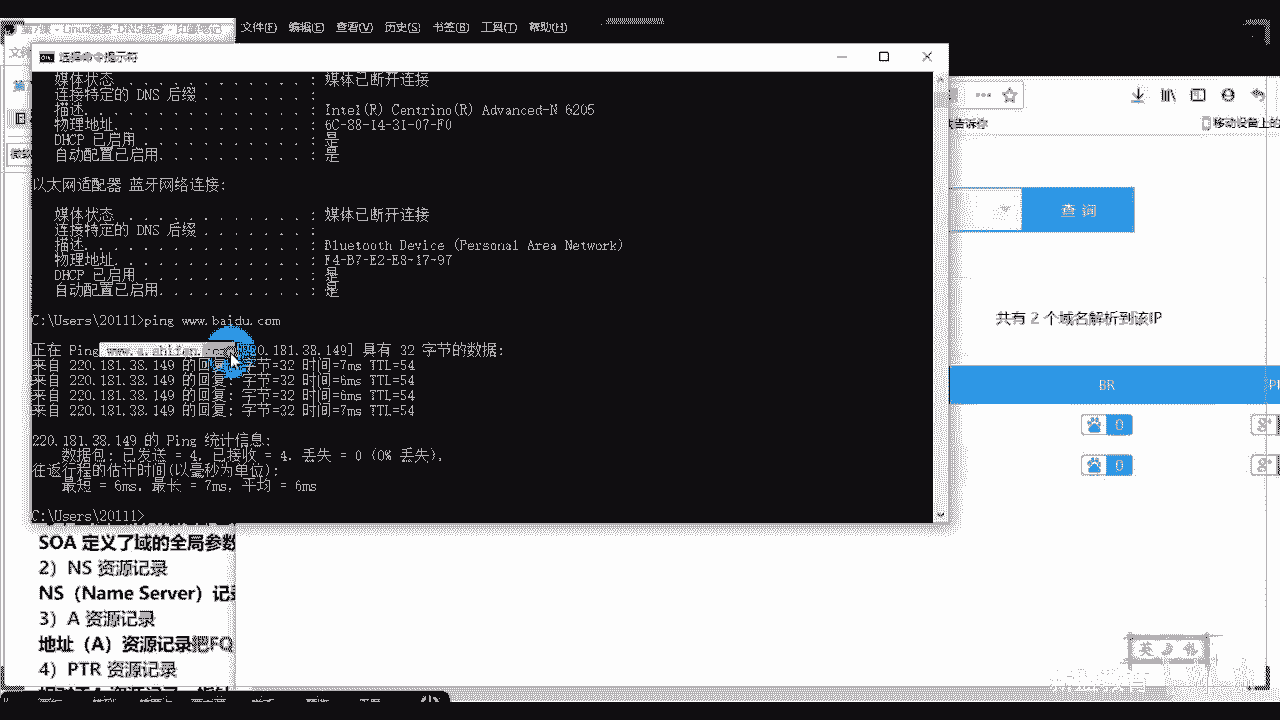 文件(F) 编辑(E) 查看(V) 历史(S) 书签(B) 工具(T) 帮助(H)
选择命令提示符
媒体状态 . . . . . . . . . . . . : 媒体已断开连接
连接特定的 DNS 后缀 . . . . . . . :
描述. . . . . . . . . . . . . . . : Intel(R) Centrino(R) Advanced-N 6205
物理地址. . . . . . . . . . . . . : 6C-88-14-31-07-F0
DHCP 已启用 . . . . . . . . . . . : 是
自动配置已启用. . . . . . . . . . : 是
以太网适配器 蓝牙网络连接:
媒体状态 . . . . . . . . . . . . : 媒体已断开连接
连接特定的 DNS 后缀 . . . . . . . :
描述. . . . . . . . . . . . . . . : Bluetooth Device (Personal Area Network)
物理地址. . . . . . . . . . . . . : F4-B7-E2-E8-17-97
DHCP 已启用 . . . . . . . . . . . : 是
自动配置已启用. . . . . . . . . . : 是
C:\Users\20111>ping www.baidu.com
正在 Ping .181.38.149] 具有 32 字节的数据:
来自 220.181.38.149 的回复: 字节=32 时间=7ms TTL=54
来自 220.181.38.149 的回复: 字节=32 时间=6ms TTL=54
来自 220.181.38.149 的回复: 字节=32 时间=6ms TTL=54
来自 220.181.38.149 的回复: 字节=32 时间=7ms TTL=54
220.181.38.149 的 Ping 统计信息:
数据包: 已发送 = 4，已接收 = 4，丢失 = 0 (0% 丢失)，
往返行程的估计时间(以毫秒为单位):
最短 = 6ms，最长 = 7ms，平均 = 6ms
C:\Users\20111>
告诉你
移动设备上的
查 询
共有 2 个域名解析到该IP
BR
0
0
SOA 定义了域的全局参数
2）NS 资源记录
NS（Name Server）记
3）A 资源记录
地址（A）资源记录把FQ
4）PTR 资源记录